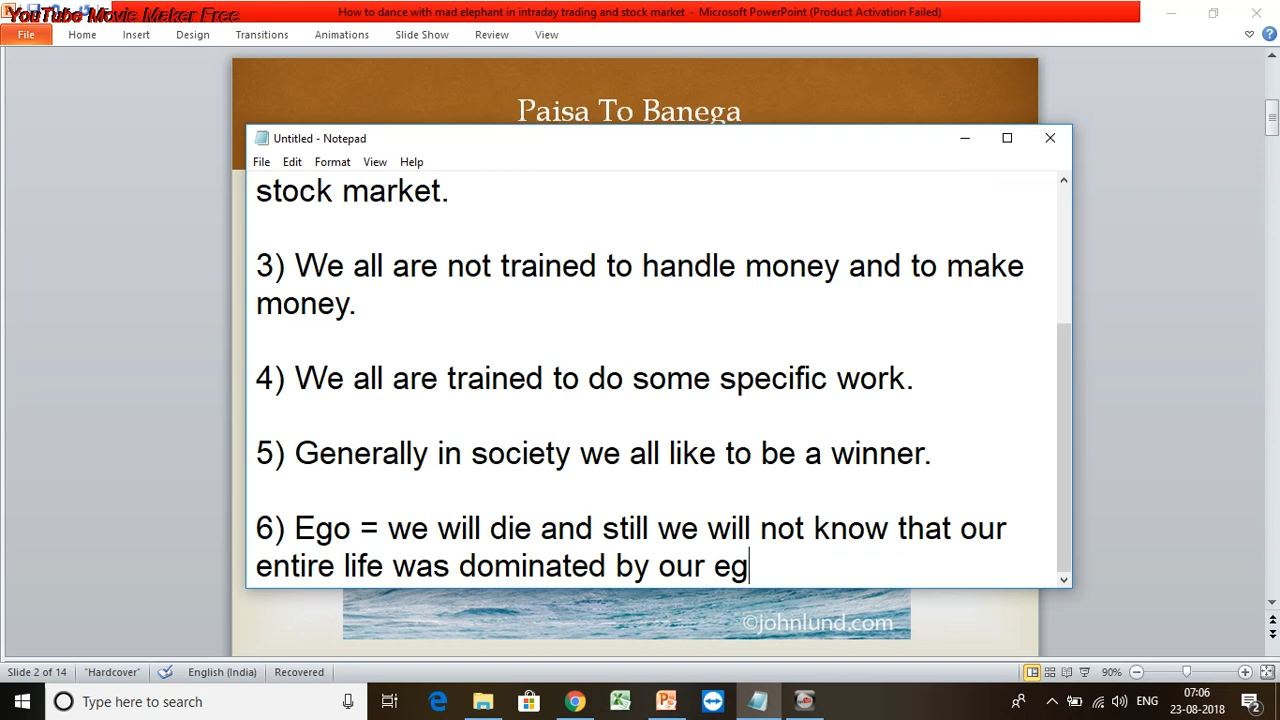 YouTube Movie Maker Free
How to dance with mad elephant in intraday trading and stock market - Microsoft PowerPoint (Product Activation Failed)
File Home Insert Design Transitions Animations Slide Show Review View
Paisa To Banega
Untitled - Notepad
File Edit Format View Help
stock market.
3) We all are not trained to handle money and to make
money.
4) We all are trained to do some specific work.
5) Generally in society we all like to be a winner.
6) Ego = we will die and still we will not know that our
entire life was dominated by our eg
©johnlund.com
Slide 2 of 14 "Hardcover" English (India) Recovered 90%
Type here to search
ENG
07:06
23-08-2018
2